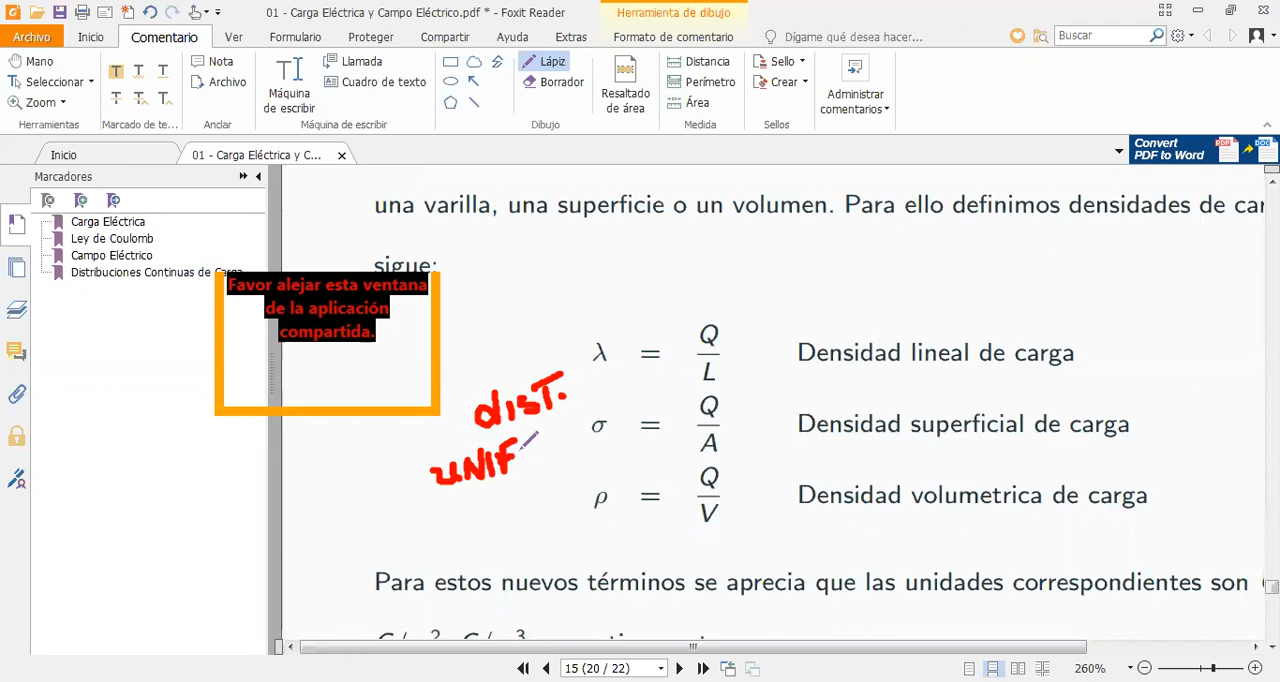 01 - Carga Eléctrica y Campo Eléctrico.pdf * - Foxit Reader
Herramienta de dibujo
Archivo Inicio Comentario Ver Formulario Proteger Compartir Ayuda Extras Formato de comentario Dígame qué desea hacer... Buscar
Mano
Seleccionar
Zoom
Herramientas
T T T
T T T
Marcado de te...
Nota
Archivo
Anclar
Máquina de escribir
Llamada
Cuadro de texto
Máquina de escribir
Lápiz
Borrador
Dibujo
Resaltado de área
Distancia
Perímetro
Área
Medida
Sello
Crear
Sellos
Administrar comentarios
Inicio
01 - Carga Eléctrica y C...
Convert
PDF to Word
Marcadores
Carga Eléctrica
Ley de Coulomb
Campo Eléctrico
Distribuciones Continuas de Carga
Favor alejar esta ventana
de la aplicación
compartida.
una varilla, una superficie o un volumen. Para ello definimos densidades de car
sigue:
λ = Q/L Densidad lineal de carga
dist.
σ = Q/A Densidad superficial de carga
UNIF
ρ = Q/V Densidad volumetrica de carga
Para estos nuevos términos se aprecia que las unidades correspondientes son
15 (20 / 22)
260%